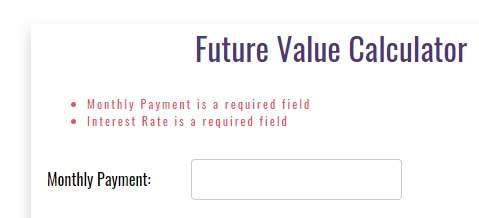 Future Value Calculator
Monthly Payment is a required field
Interest Rate is a required field
Monthly Payment: